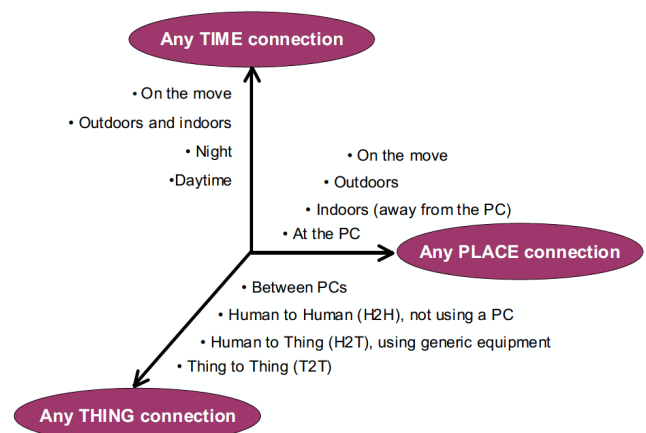 Any TIME connection
• On the move
• Outdoors and indoors
• Night
•Daytime
• On the move
• Outdoors
• Indoors (away from the PC)
• At the PC
Any PLACE connection
• Between PCs
• Human to Human (H2H), not using a PC
• Human to Thing (H2T), using generic equipment
• Thing to Thing (T2T)
Any THING connection